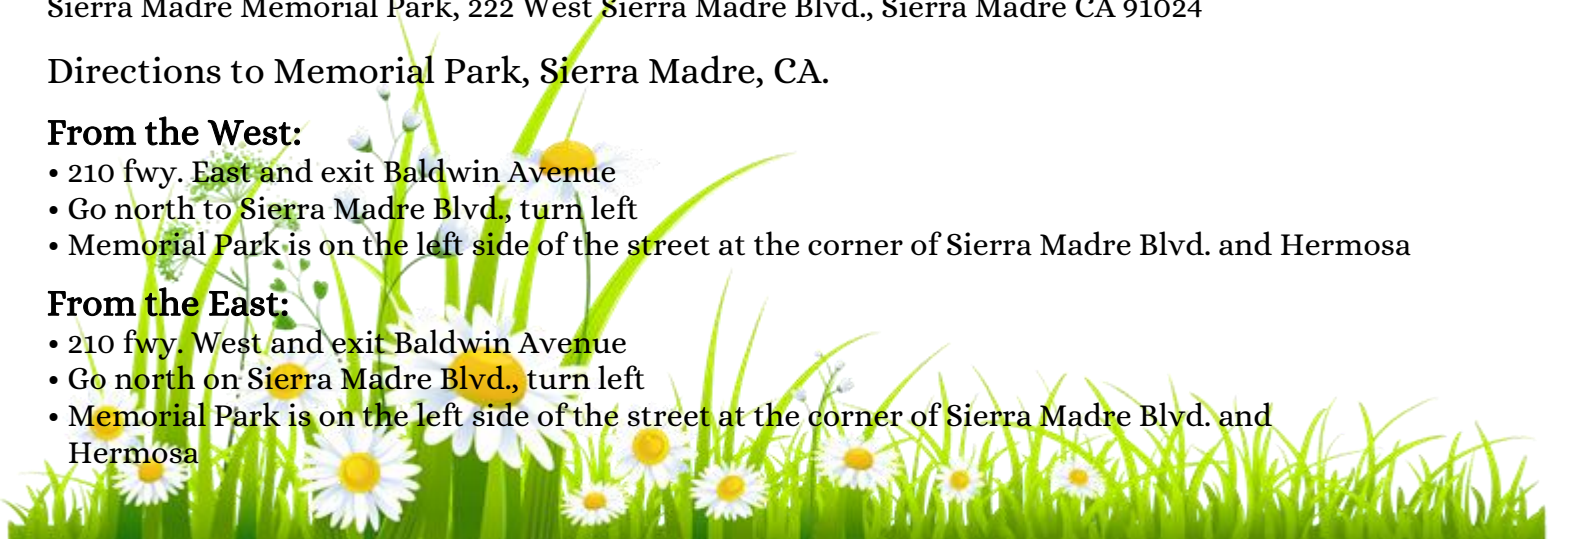 Sierra Madre Memorial Park, 222 West Sierra Madre Blvd., Sierra Madre CA 91024
Directions to Memorial Park, Sierra Madre, CA.
From the West:
• 210 fwy. East and exit Baldwin Avenue
• Go north to Sierra Madre Blvd., turn left
• Memorial Park is on the left side of the street at the corner of Sierra Madre Blvd. and Hermosa
From the East:
• 210 fwy. West and exit Baldwin Avenue
• Go north on Sierra Madre Blvd., turn left
• Memorial Park is on the left side of the street at the corner of Sierra Madre Blvd. and
Hermosa